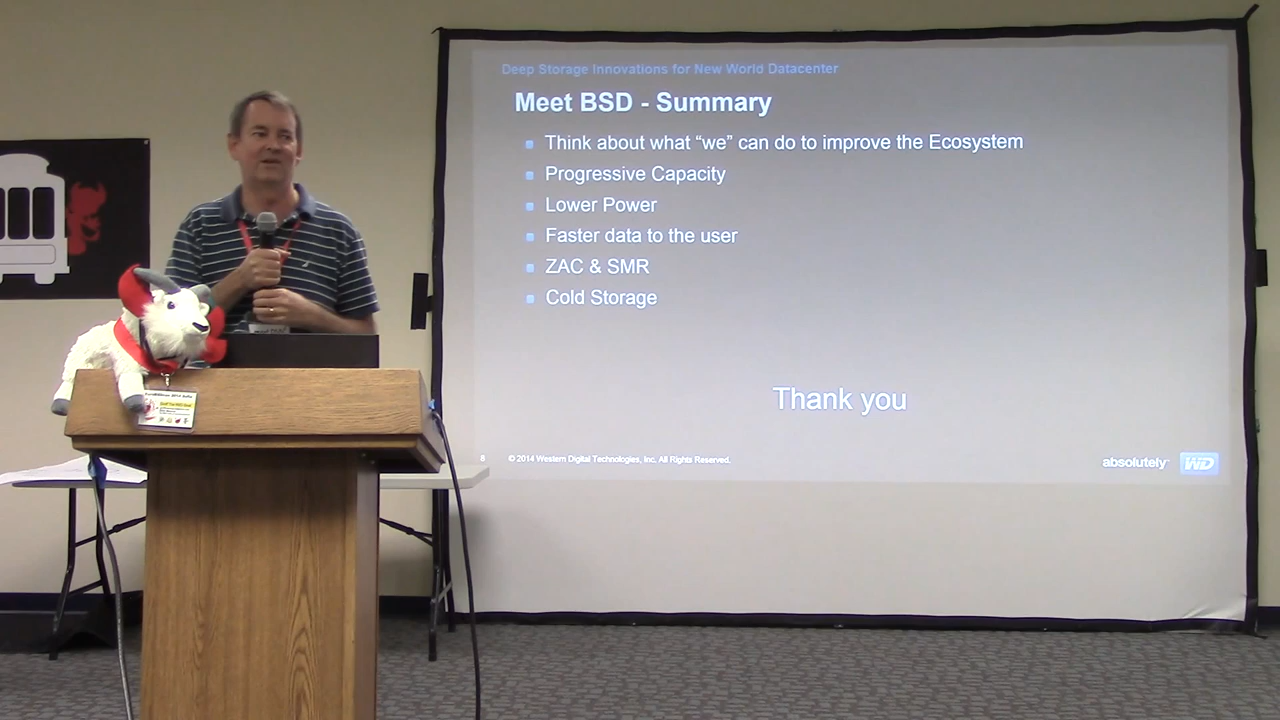 Deep Storage Innovations for New World Datacenter
Meet BSD - Summary
Think about what “we” can do to improve the Ecosystem
Progressive Capacity
Lower Power
Faster data to the user
ZAC & SMR
Cold Storage
Thank you
8 © 2014 Western Digital Technologies, Inc. All Rights Reserved.
absolutely™ WD